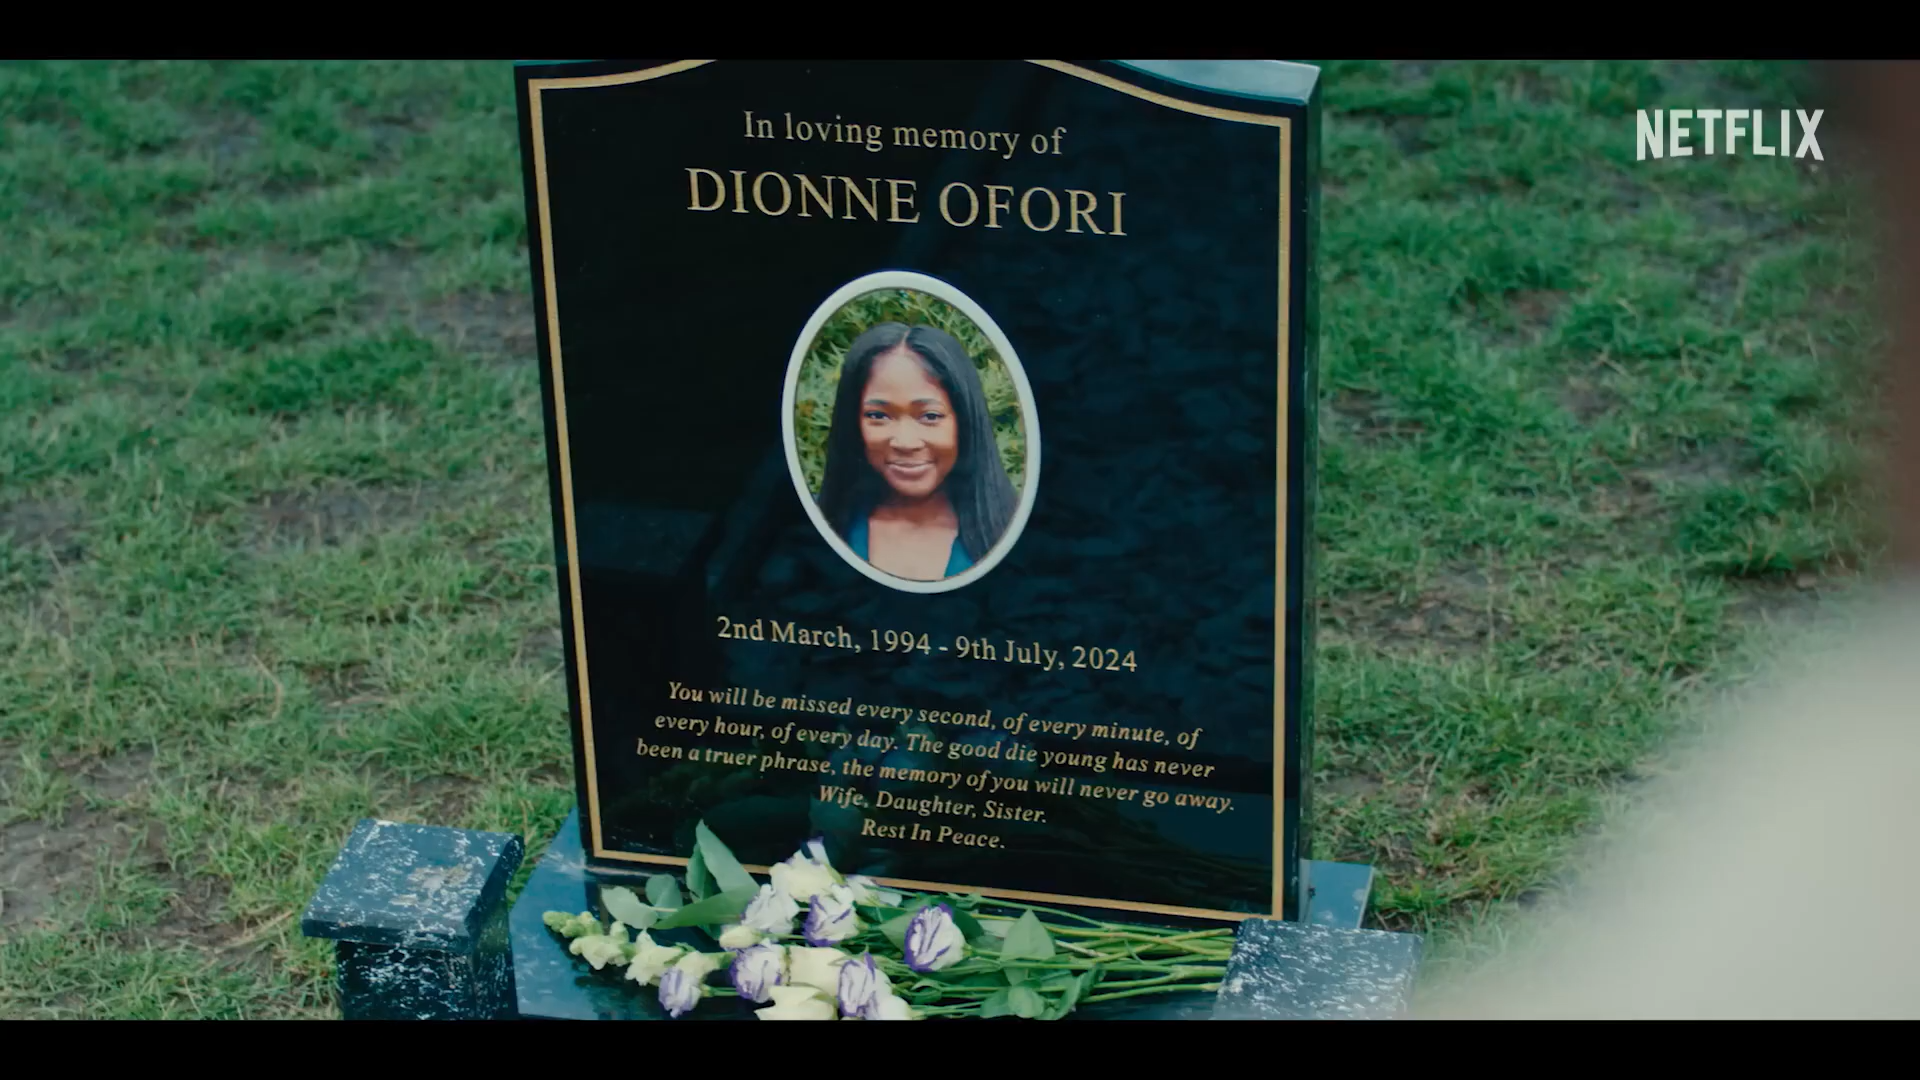 NETFLIX
In loving memory of
DIONNE OFORI
2nd March, 1994 - 9th July, 2024
You will be missed every second, of every minute, of
every hour, of every day. The good die young has never
been a truer phrase, the memory of you will never go away.
Wife, Daughter, Sister.
Rest In Peace.